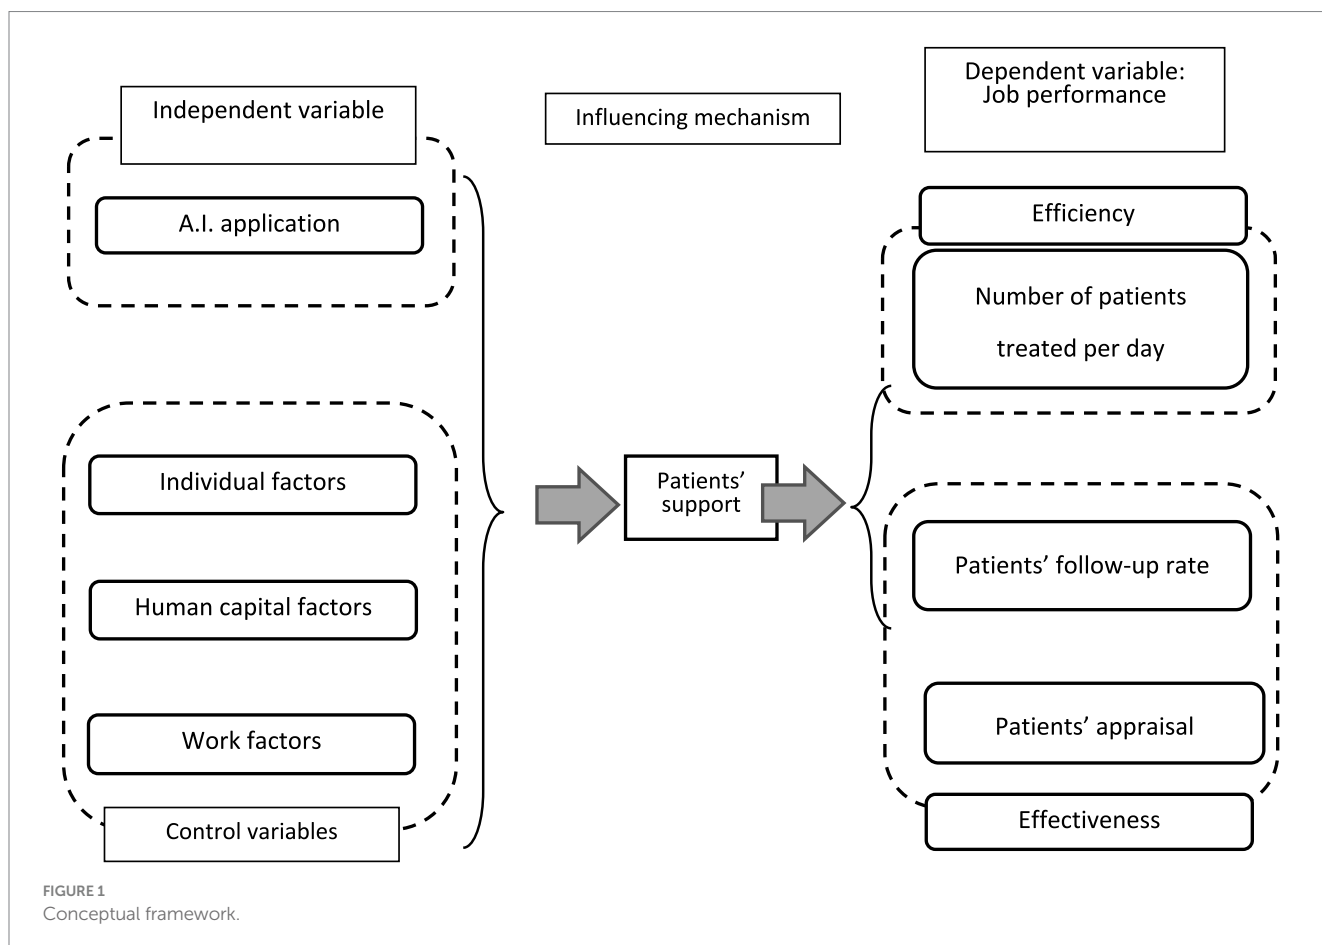 Independent variable
A.I. application
Individual factors
Human capital factors
Work factors
Control variables
Influencing mechanism
Patients’
support
Dependent variable:
Job performance
Efficiency
Number of patients
treated per day
Patients’ follow-up rate
Patients’ appraisal
Effectiveness
FIGURE 1
Conceptual framework.